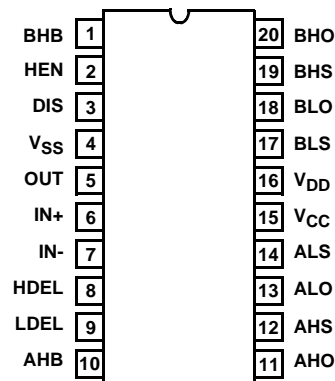 BHB 1 20 BHO
HEN 2 19 BHS
DIS 3 18 BLO
VSS 4 17 BLS
OUT 5 16 VDD
IN+ 6 15 VCC
IN- 7 14 ALS
HDEL 8 13 ALO
LDEL 9 12 AHS
AHB 10 11 AHO